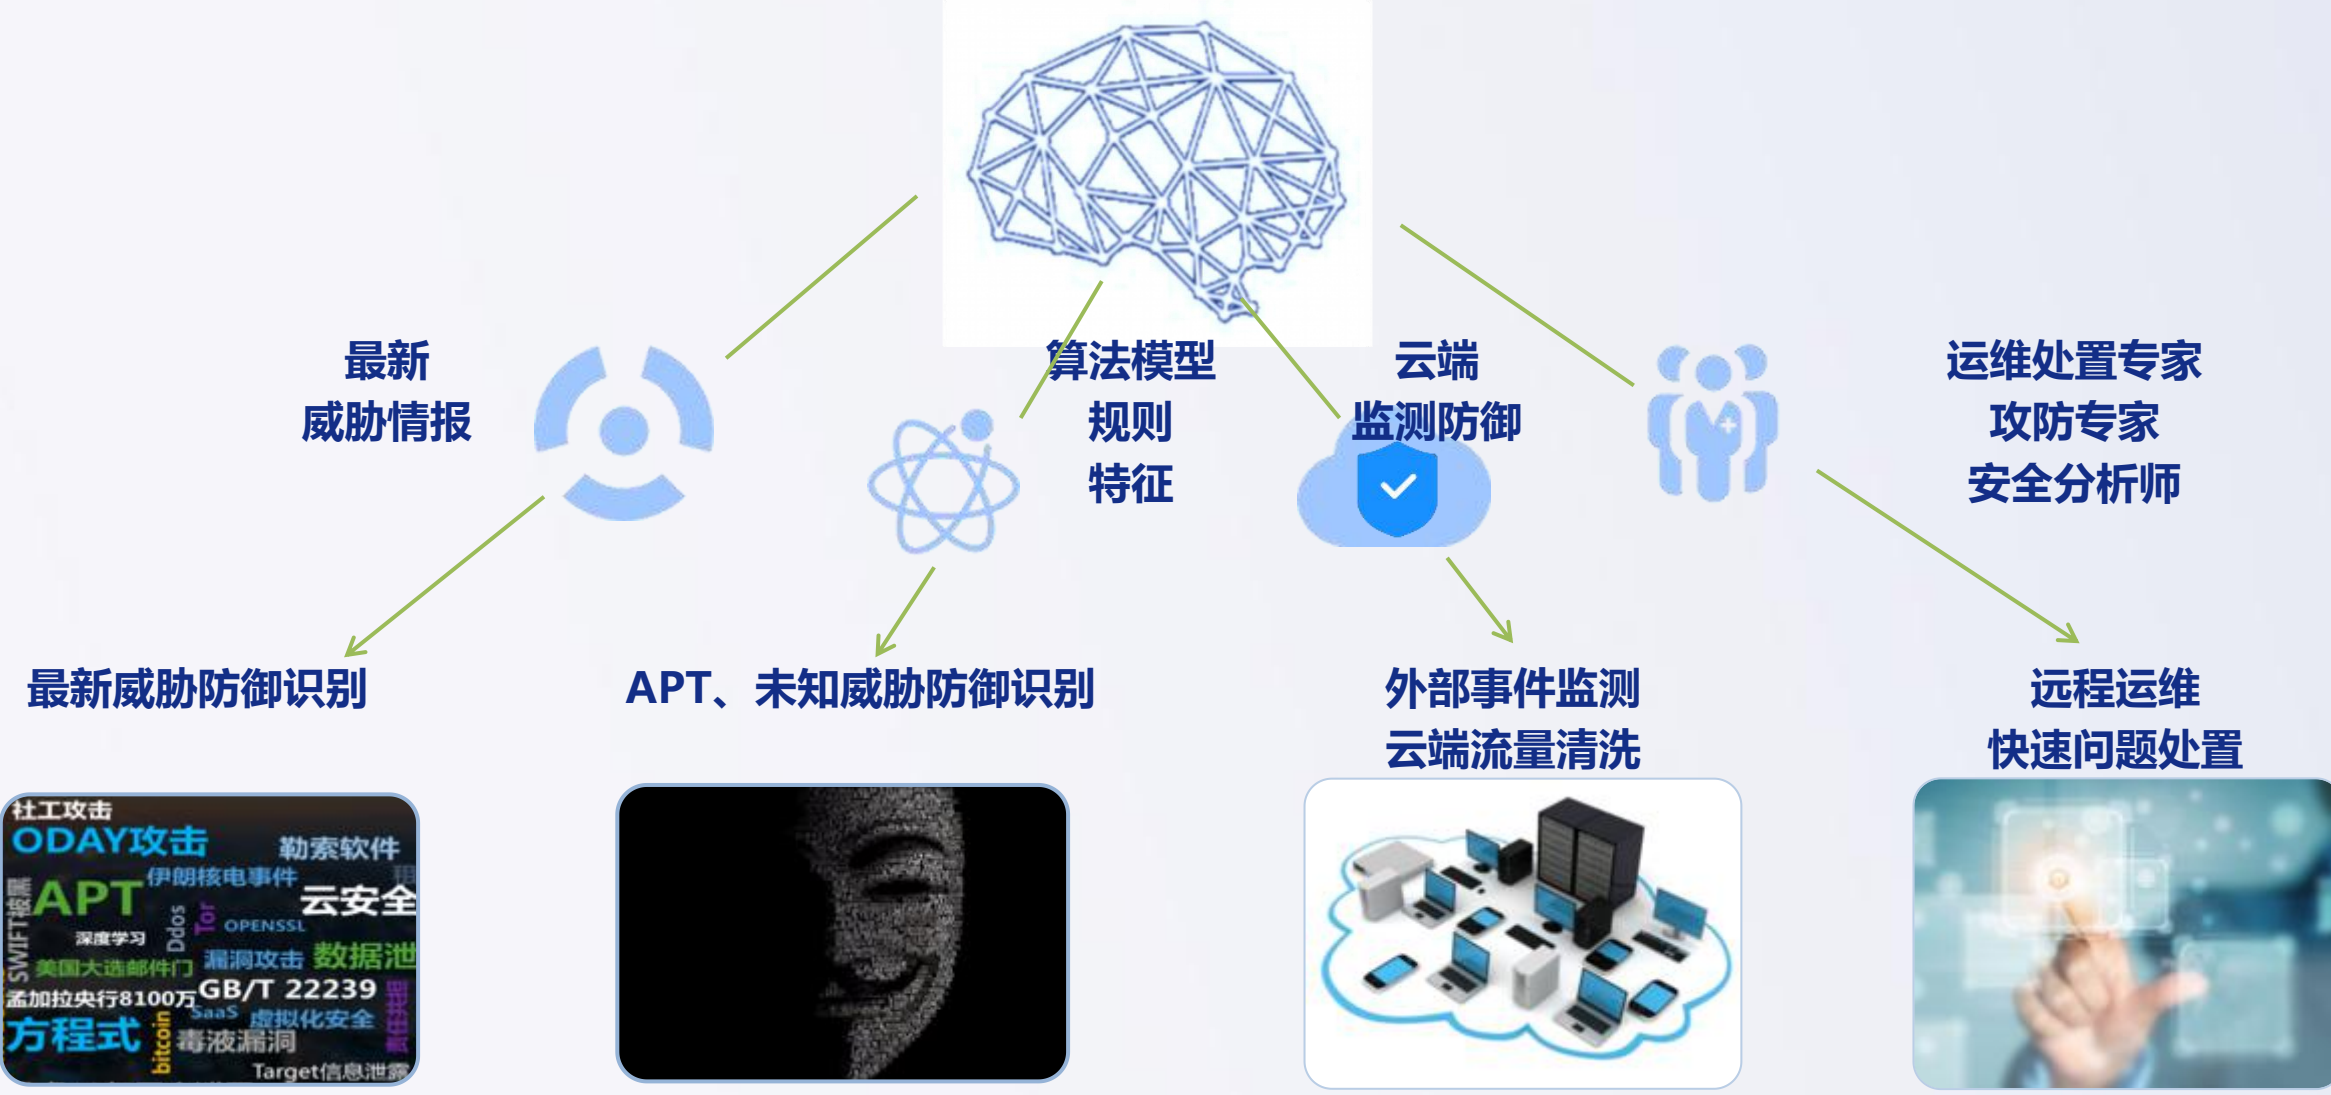 最新
威胁情报
算法模型
规则
特征
云端
监测防御
运维处置专家
攻防专家
安全分析师
最新威胁防御识别
APT、未知威胁防御识别
外部事件监测
云端流量清洗
远程运维
快速问题处置
社工攻击
ODAY攻击
勒索软件
伊朗核电事件
APT
云安全
SWIFT被黑
Ddos
Tor
OPENSSL
深度学习
漏洞攻击
数据泄
美国大选邮件门
孟加拉央行8100万
GB/T 22239
SaaS
虚拟化安全
方程式
bitcoin
毒液漏洞
Target信息泄露